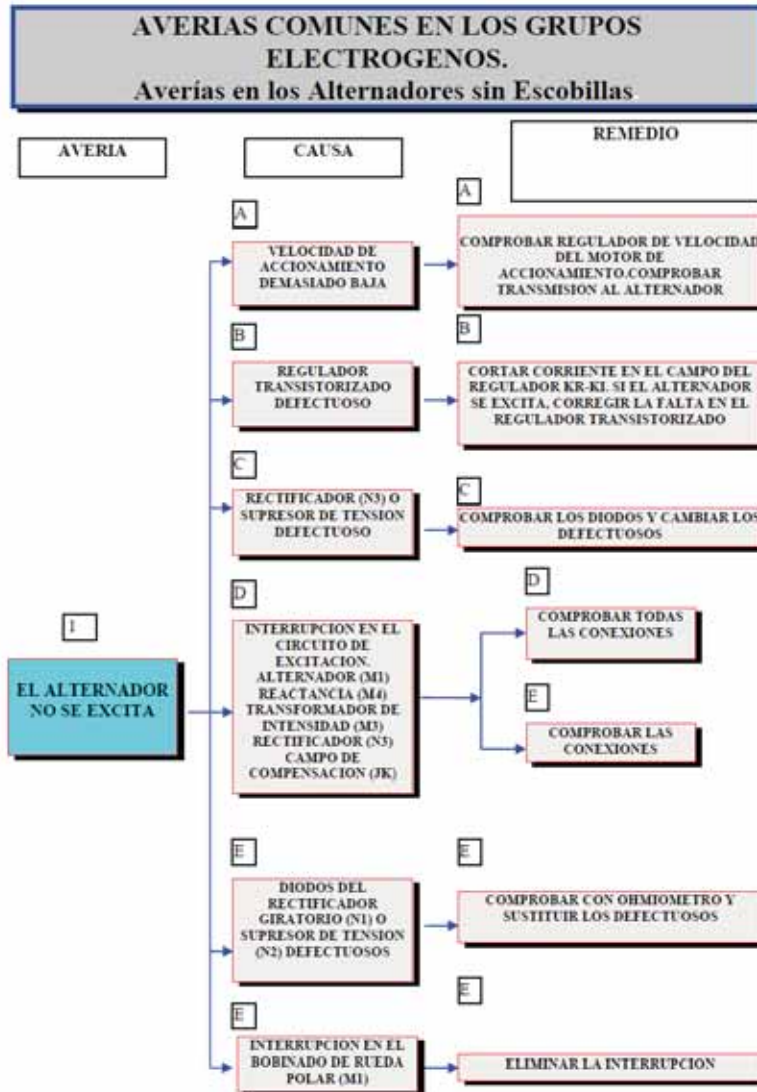 AVERIAS COMUNES EN LOS GRUPOS
ELECTROGENOS.
Averías en los Alternadores sin Escobillas
AVERIA
CAUSA
REMEDIO
1
EL ALTERNADOR
NO SE EXCITA
A
VELOCIDAD DE
ACCIONAMIENTO
DEMASIADO BAJA
A
COMPROBAR REGULADOR DE VELOCIDAD
DEL MOTOR DE
ACCIONAMIENTO.COMPROBAR
TRANSMISION AL ALTERNADOR
B
REGULADOR
TRANSISTORIZADO
DEFECTUOSO
B
CORTAR CORRIENTE EN EL CAMPO DEL
REGULADOR KR-KI. SI EL ALTERNADOR
SE EXCITA, CORREGIR LA FALTA EN EL
REGULADOR TRANSISTORIZADO
C
RECTIFICADOR (N3) O
SUPRESOR DE TENSION
DEFECTUOSO
C
COMPROBAR LOS DIODOS Y CAMBIAR LOS
DEFECTUOSOS
D
INTERRUPCION EN EL
CIRCUITO DE
EXCITACION.
ALTERNADOR (M1)
REACTANCIA (M4)
TRANSFORMADOR DE
INTENSIDAD (M3)
RECTIFICADOR (N3)
CAMPO DE
COMPENSACION (JK)
D
COMPROBAR TODAS
LAS CONEXIONES
E
COMPROBAR LAS
CONEXIONES
E
DIODOS DEL
RECTIFICADOR
GIRATORIO (N1) O
SUPRESOR DE TENSION
(N2) DEFECTUOSOS
E
COMPROBAR CON OHMIOMETRO Y
SUSTITUIR LOS DEFECTUOSOS
E
INTERRUPCION EN EL
BOBINADO DE RUEDA
POLAR (M1)
E
ELIMINAR LA INTERRUPCION